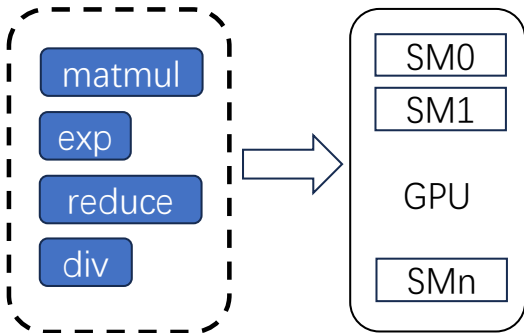 matmul
exp
reduce
div
SM0
SM1
GPU
SMn